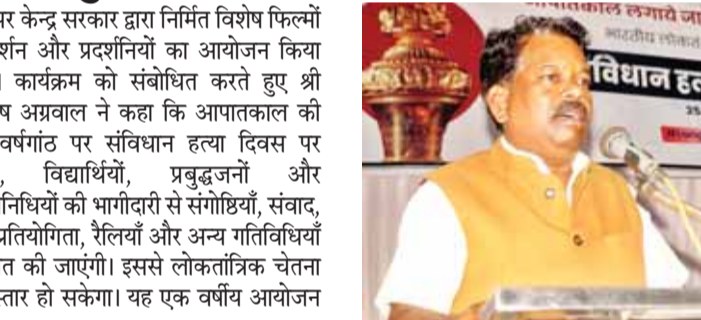 पर केन्द्र सरकार द्वारा निर्मित विशेष फिल्मों
र्शन और प्रदर्शनियों का आयोजन किया
। कार्यक्रम को संबोधित करते हुए श्री
ष अग्रवाल ने कहा कि आपातकाल की
वर्षगांठ पर संविधान हत्या दिवस पर
, विद्यार्थियों, प्रबुद्धजनों और
निधियों की भागीदारी से संगोष्ठियाँ, संवाद,
प्रतियोगिता, रैलियाँ और अन्य गतिविधियाँ
त की जाएंगी। इससे लोकतांत्रिक चेतना
स्तार हो सकेगा। यह एक वर्षीय आयोजन
आपातकाल लगाये जा
भारतीय लोकत
विधान हत
25